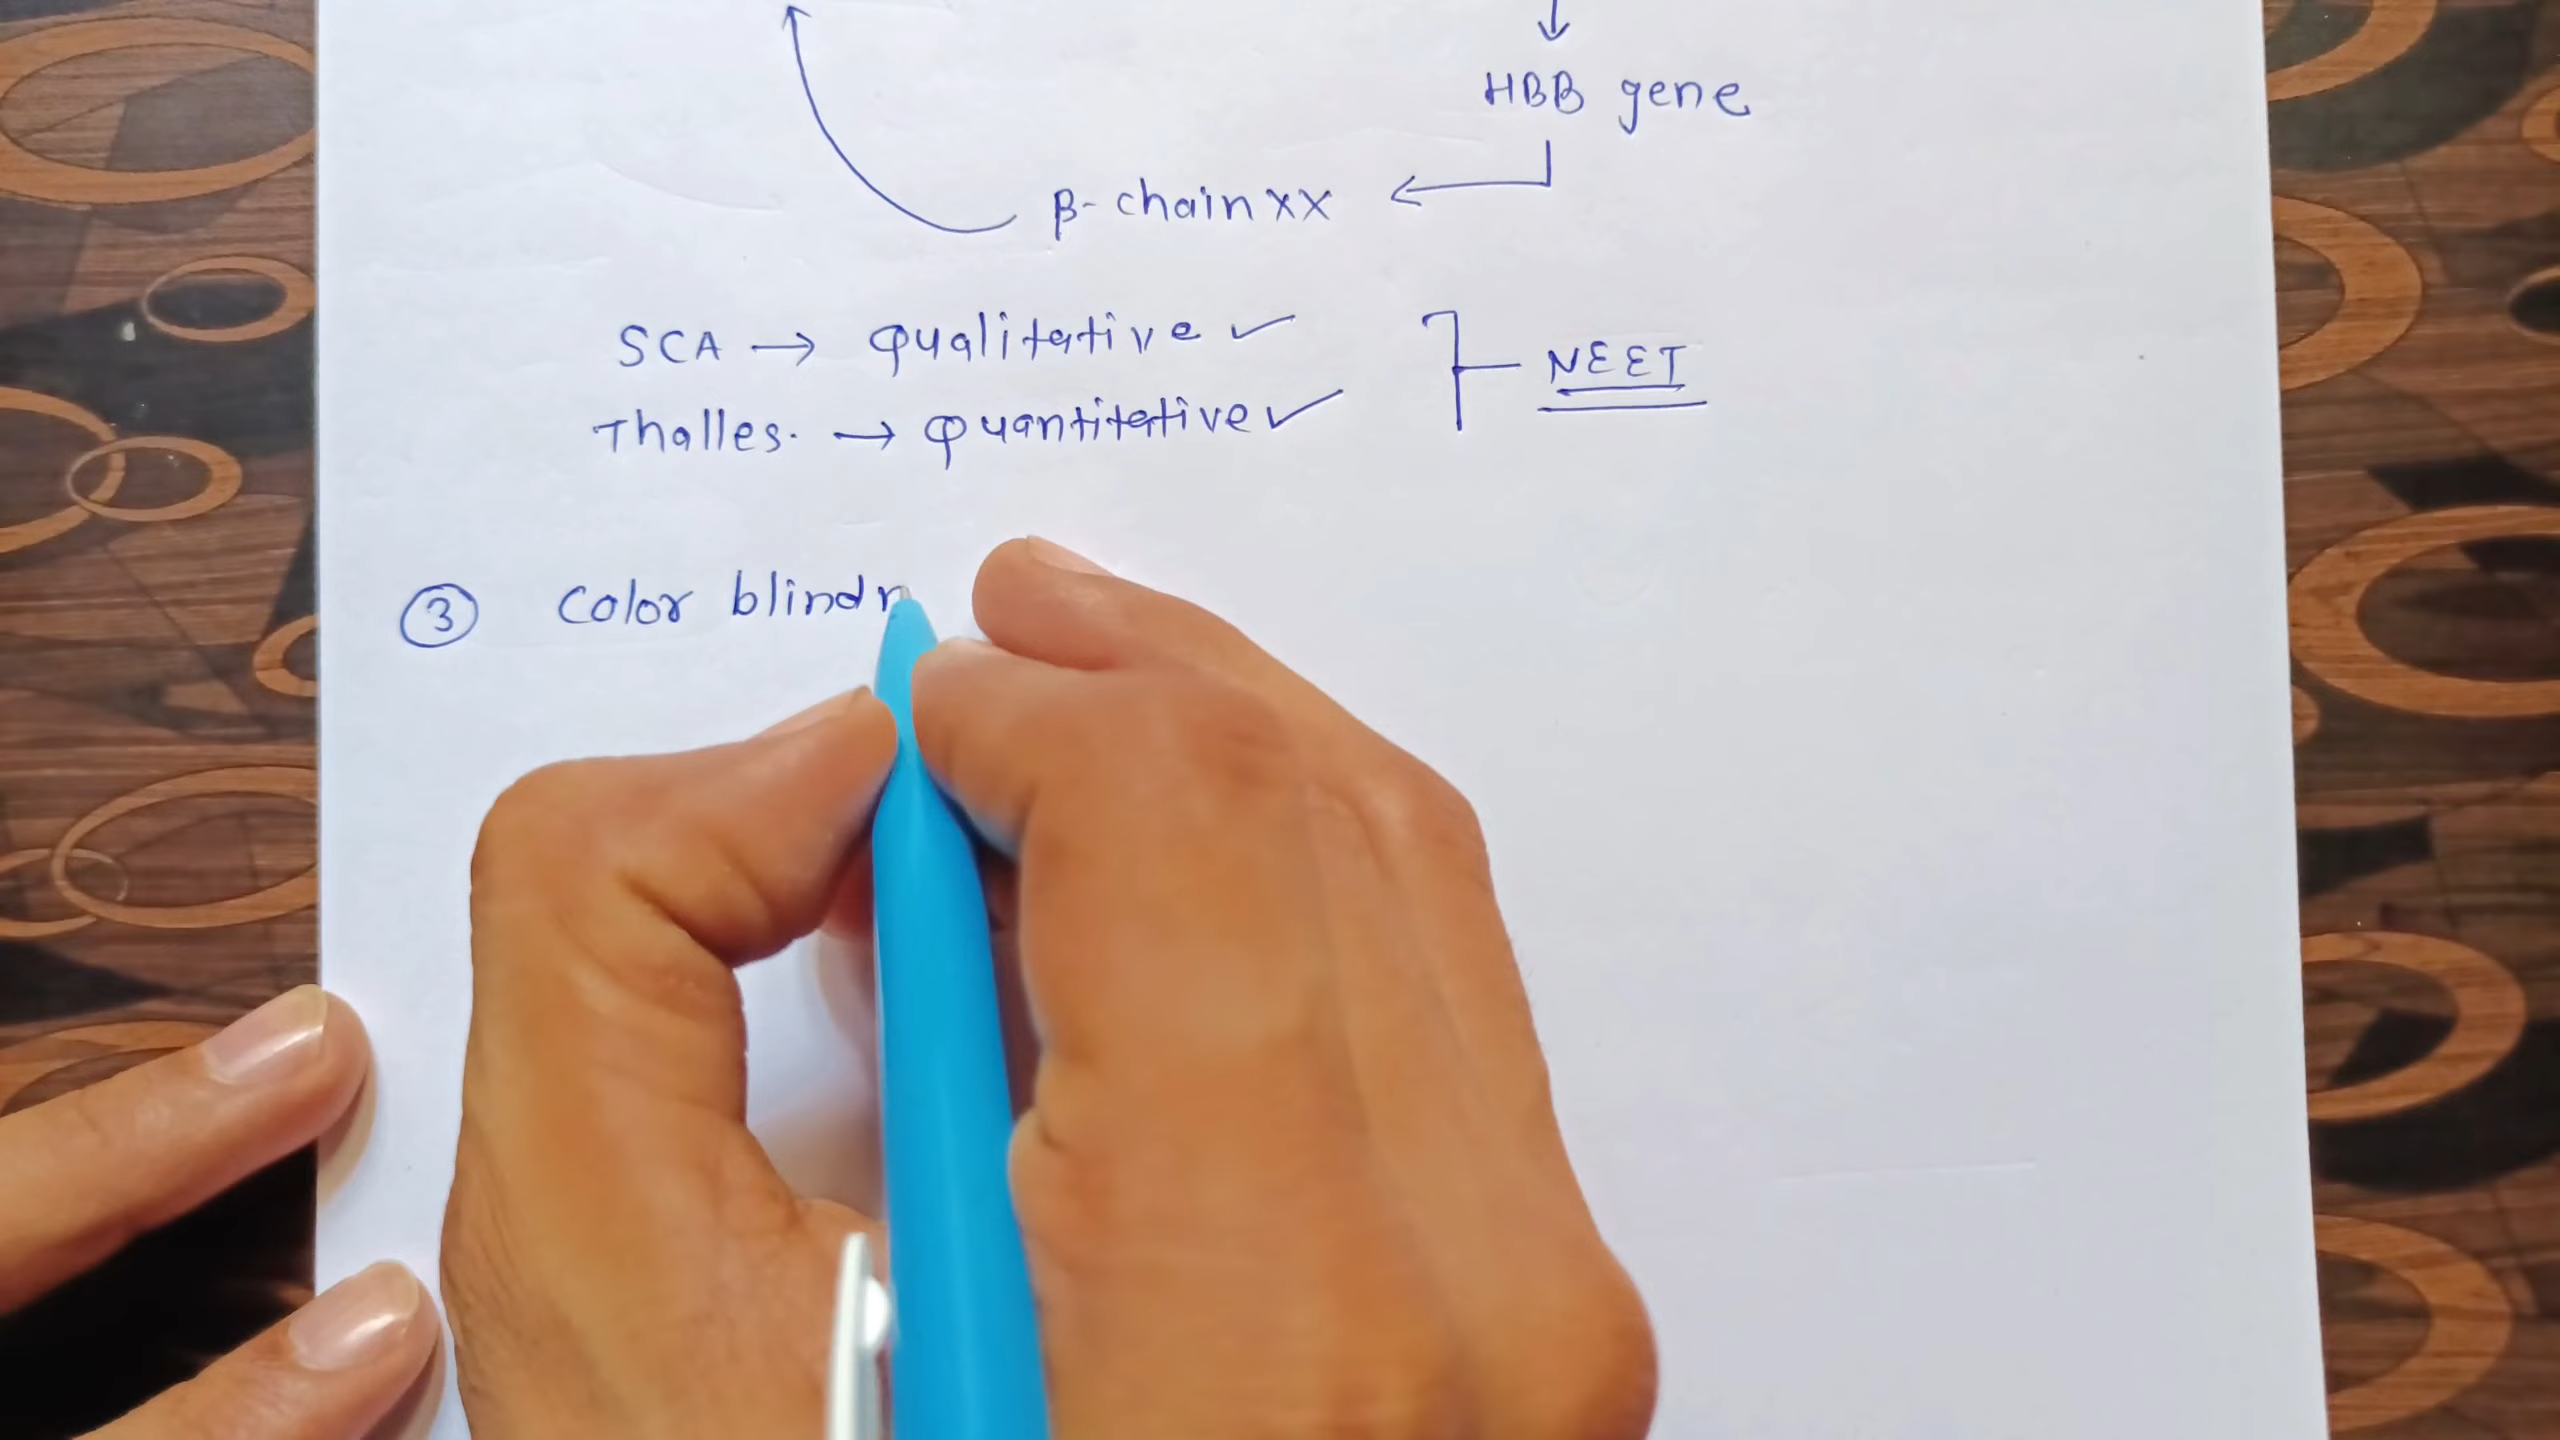 HBB gene
β- chain xx
SCA → qualitative ✓
Thalles. → quantitative ✓
NEET
③ Color blindn